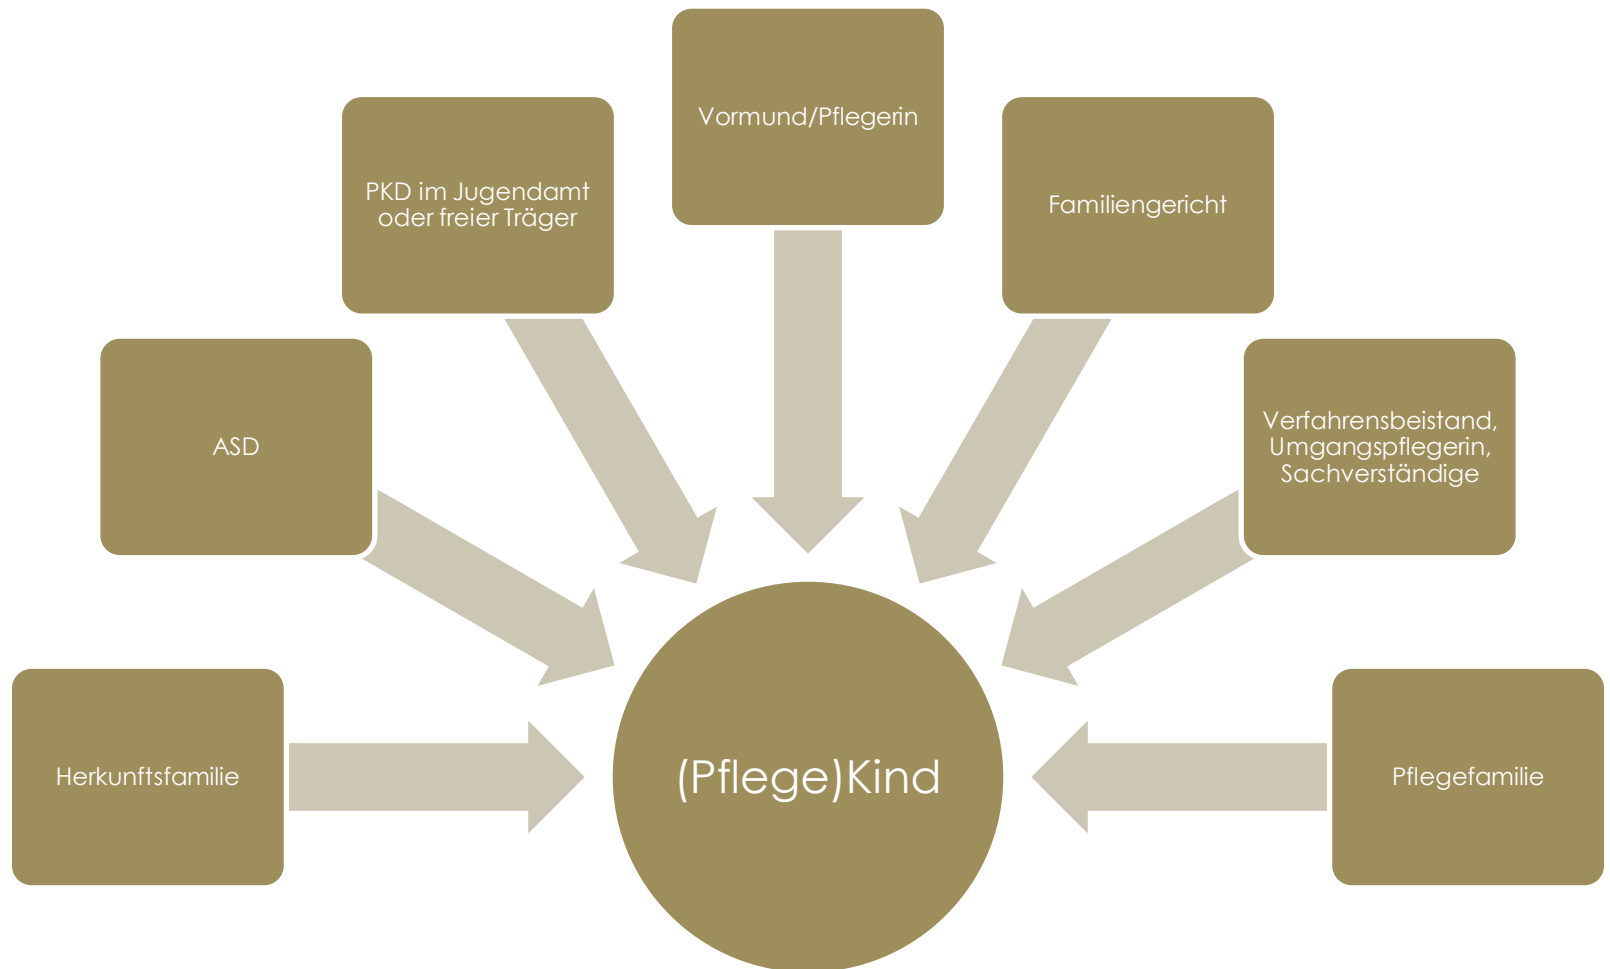 Vormund/Pflegerin
PKD im Jugendamt
oder freier Träger
Familiengericht
ASD
Verfahrensbeistand,
Umgangspflegerin,
Sachverständige
Herkunftsfamilie
(Pflege)Kind
Pflegefamilie